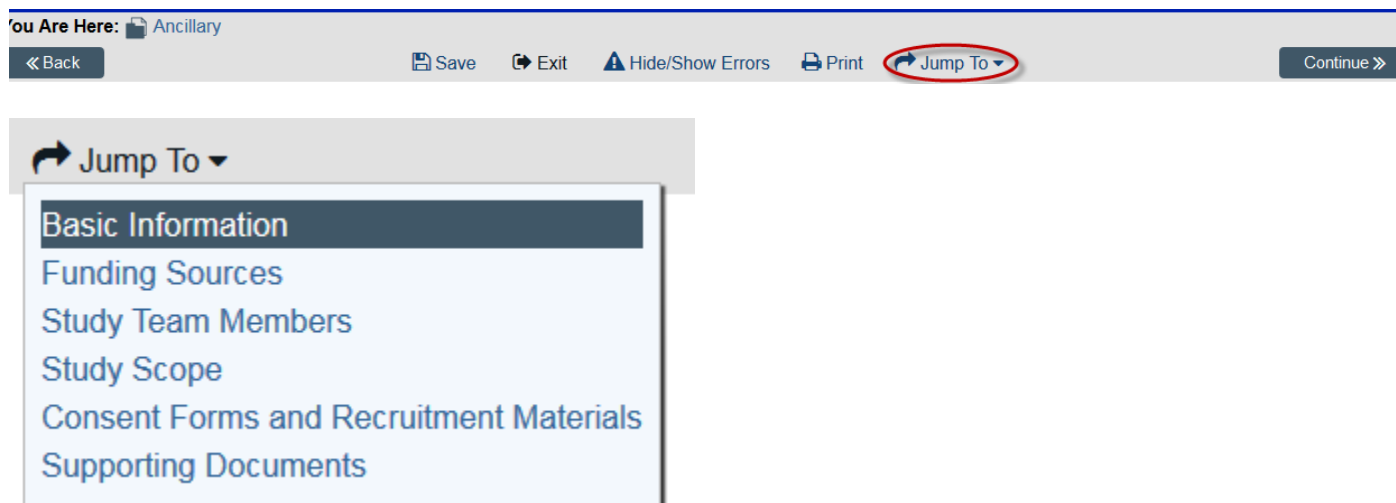 You Are Here: Ancillary
Back Save Exit Hide/Show Errors Print Jump To Continue
Jump To
Basic Information
Funding Sources
Study Team Members
Study Scope
Consent Forms and Recruitment Materials
Supporting Documents